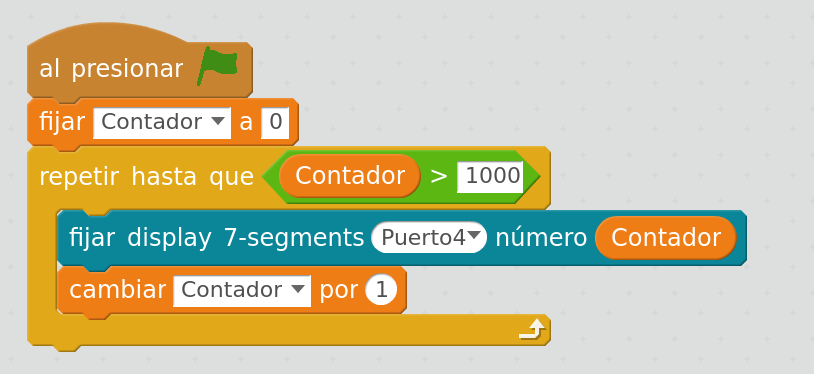 al presionar
fijar Contador a 0
repetir hasta que Contador > 1000
fijar display 7-segments Puerto4 número Contador
cambiar Contador por 1